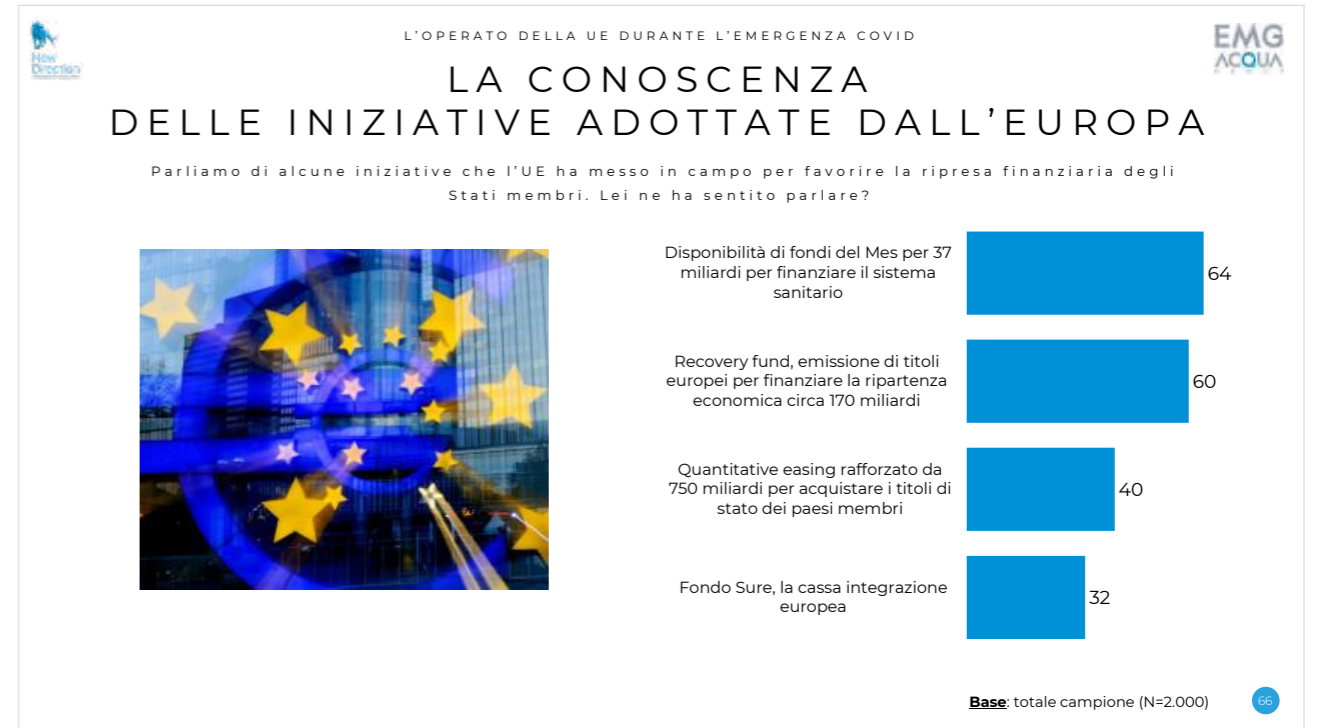 New
Direction
L'OPERATO DELLA UE DURANTE L'EMERGENZA COVID
EMG
ACQUA
LA CONOSCENZA
DELLE INIZIATIVE ADOTTATE DALL'EUROPA
Parliamo di alcune iniziative che l'UE ha messo in campo per favorire la ripresa finanziaria degli
Stati membri. Lei ne ha sentito parlare?
Disponibilità di fondi del Mes per 37
miliardi per finanziare il sistema
sanitario
64
Recovery fund, emissione di titoli
europei per finanziare la ripartenza
economica circa 170 miliardi
60
Quantitative easing rafforzato da
750 miliardi per acquistare i titoli di
stato dei paesi membri
40
Fondo Sure, la cassa integrazione
europea
32
Base: totale campione (N=2.000)
66